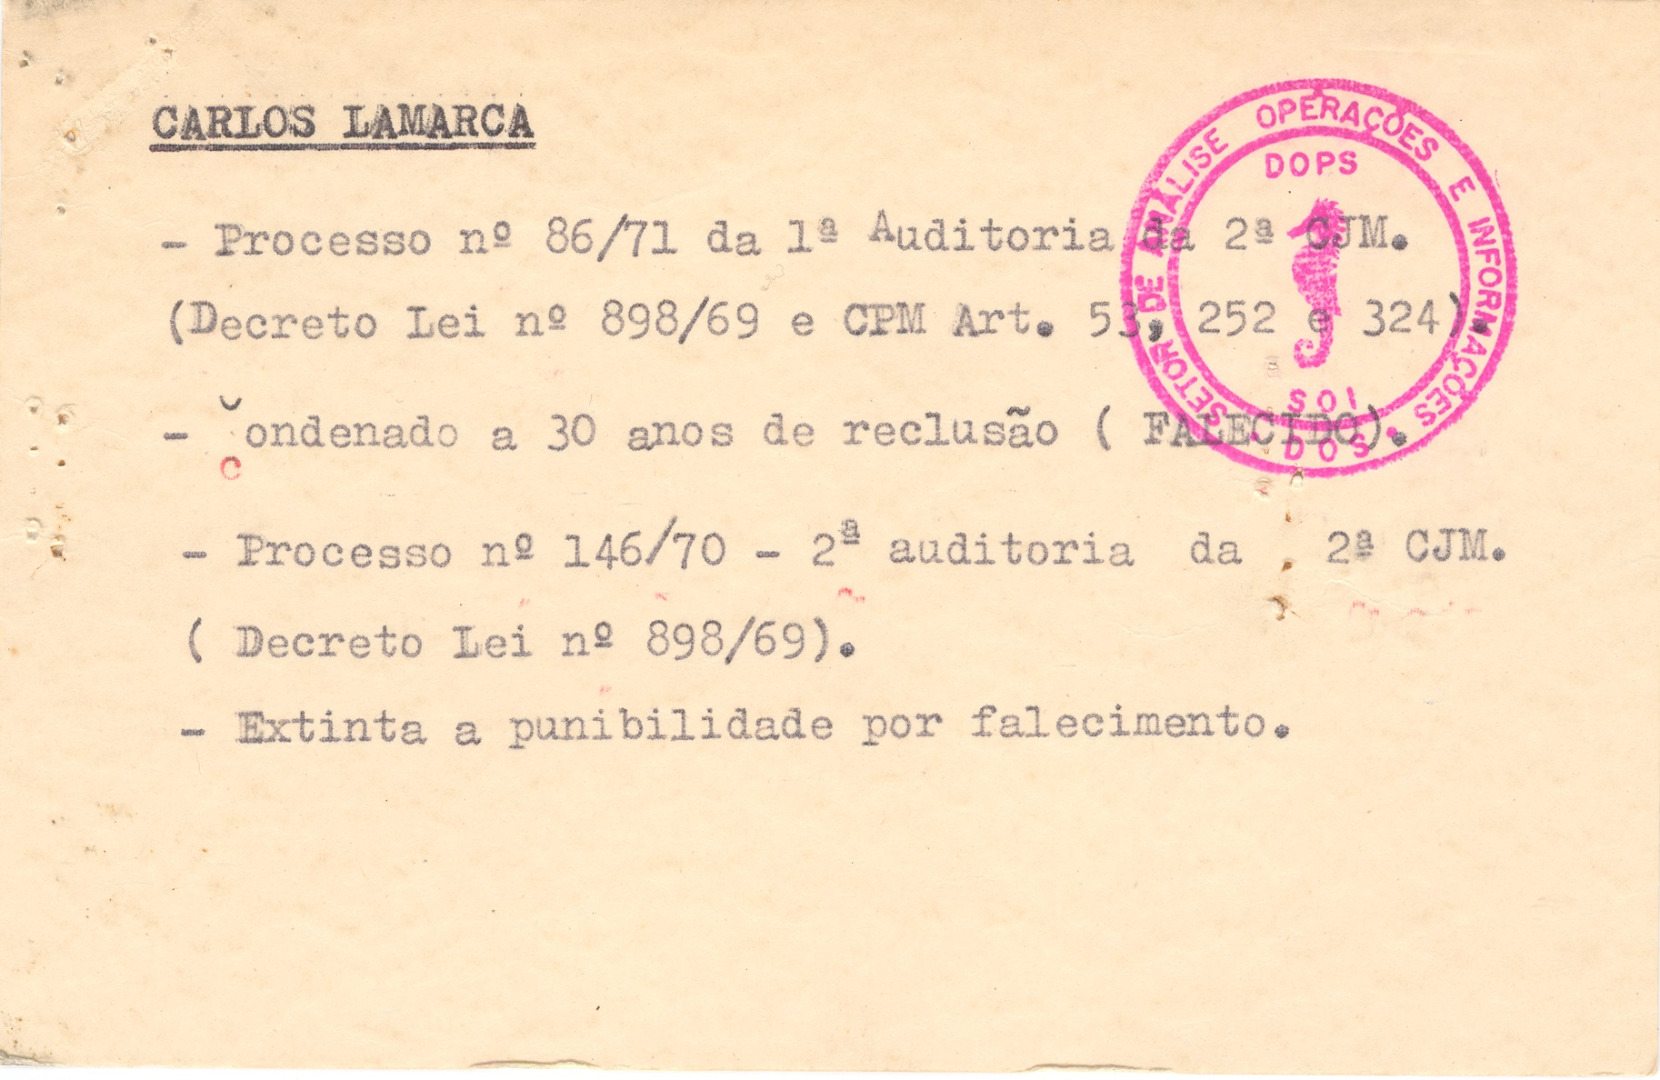 CARLOS LAMARCA
SETOR DE ANÁLISE OPERAÇÕES E INFORMAÇÕES
DOPS
SOI
DOS
- Processo nº 86/71 da 1ª Auditoria da 2ª CJM.
(Decreto Lei nº 898/69 e CPM Art. 53, 252 e 324).
- Condenado a 30 anos de reclusão ( FALECIDO).
- Processo nº 146/70 - 2ª auditoria da 2ª CJM.
( Decreto Lei nº 898/69).
- Extinta a punibilidade por falecimento.